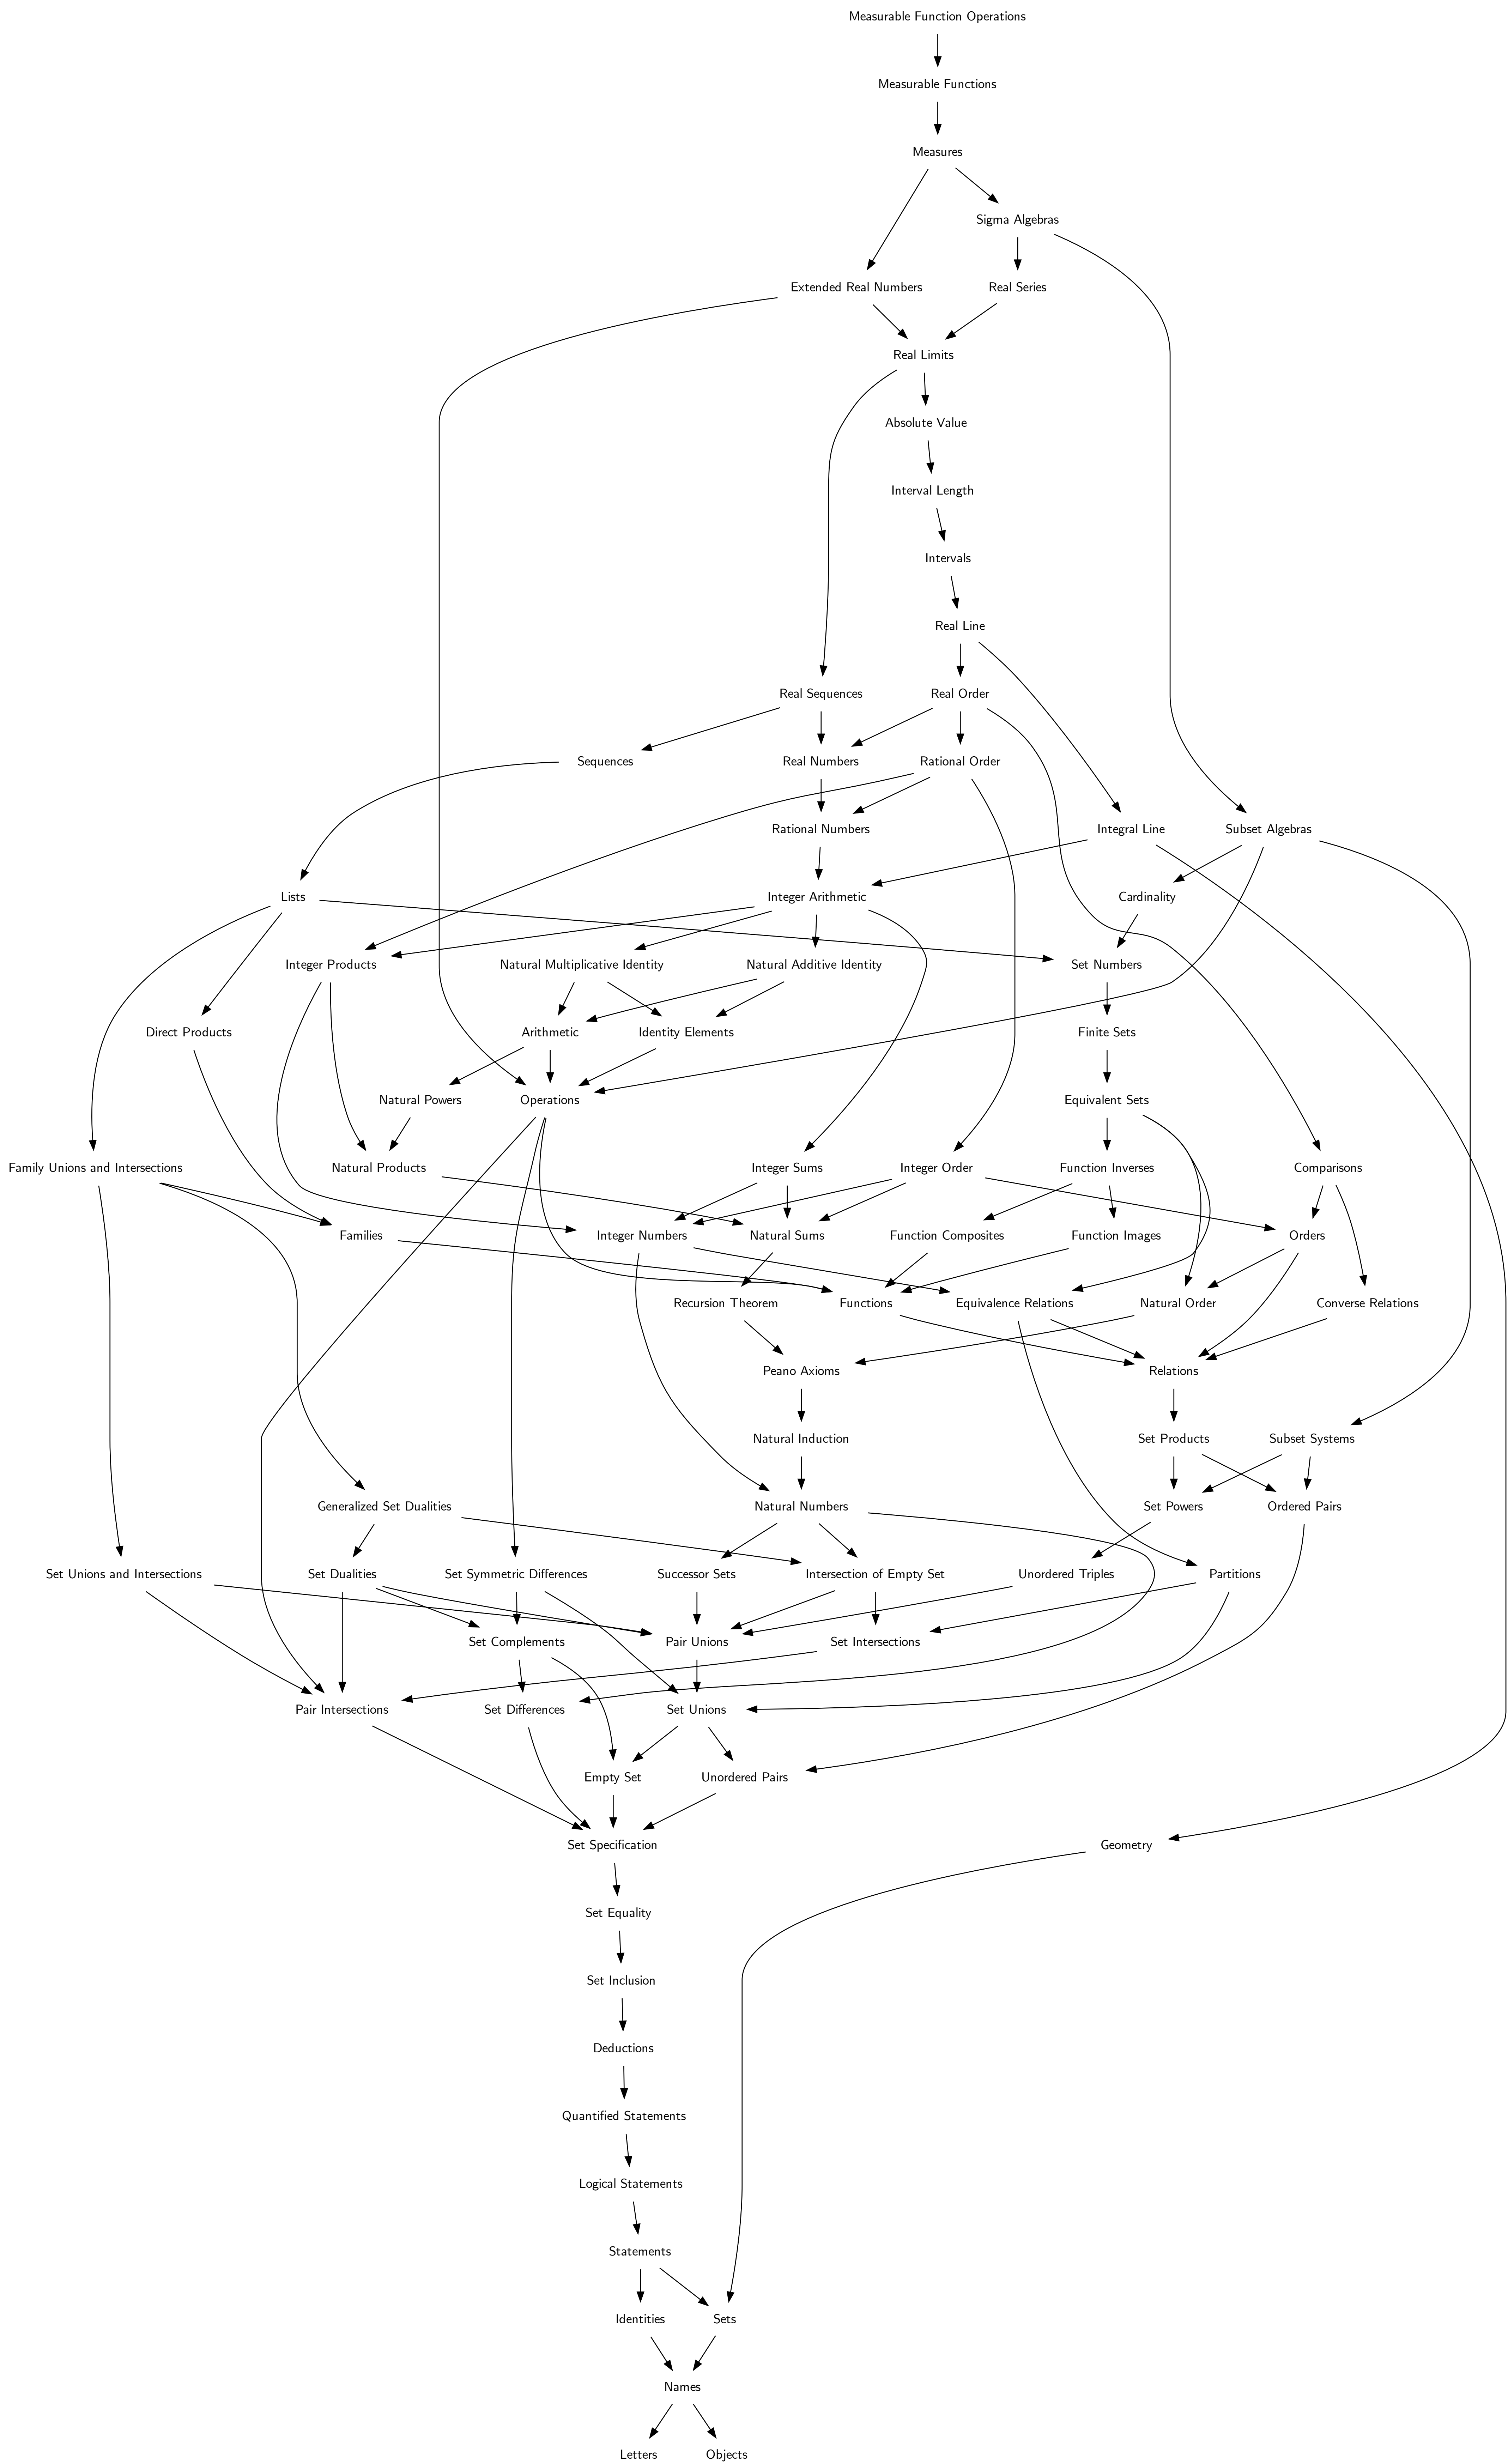 Measurable Function Operations
Measurable Functions
Measures
Sigma Algebras
Extended Real Numbers
Real Series
Real Limits
Absolute Value
Interval Length
Intervals
Real Line
Real Sequences
Real Order
Sequences
Real Numbers
Rational Order
Rational Numbers
Integral Line
Subset Algebras
Lists
Integer Arithmetic
Cardinality
Integer Products
Natural Multiplicative Identity
Natural Additive Identity
Set Numbers
Direct Products
Arithmetic
Identity Elements
Finite Sets
Natural Powers
Operations
Equivalent Sets
Family Unions and Intersections
Natural Products
Integer Sums
Integer Order
Function Inverses
Comparisons
Families
Integer Numbers
Natural Sums
Function Composites
Function Images
Orders
Recursion Theorem
Functions
Equivalence Relations
Natural Order
Converse Relations
Peano Axioms
Relations
Natural Induction
Set Products
Subset Systems
Generalized Set Dualities
Natural Numbers
Set Powers
Ordered Pairs
Set Unions and Intersections
Set Dualities
Set Symmetric Differences
Successor Sets
Intersection of Empty Set
Unordered Triples
Partitions
Set Complements
Pair Unions
Set Intersections
Pair Intersections
Set Differences
Set Unions
Empty Set
Unordered Pairs
Set Specification
Geometry
Set Equality
Set Inclusion
Deductions
Quantified Statements
Logical Statements
Statements
Identities
Sets
Names
Letters
Objects